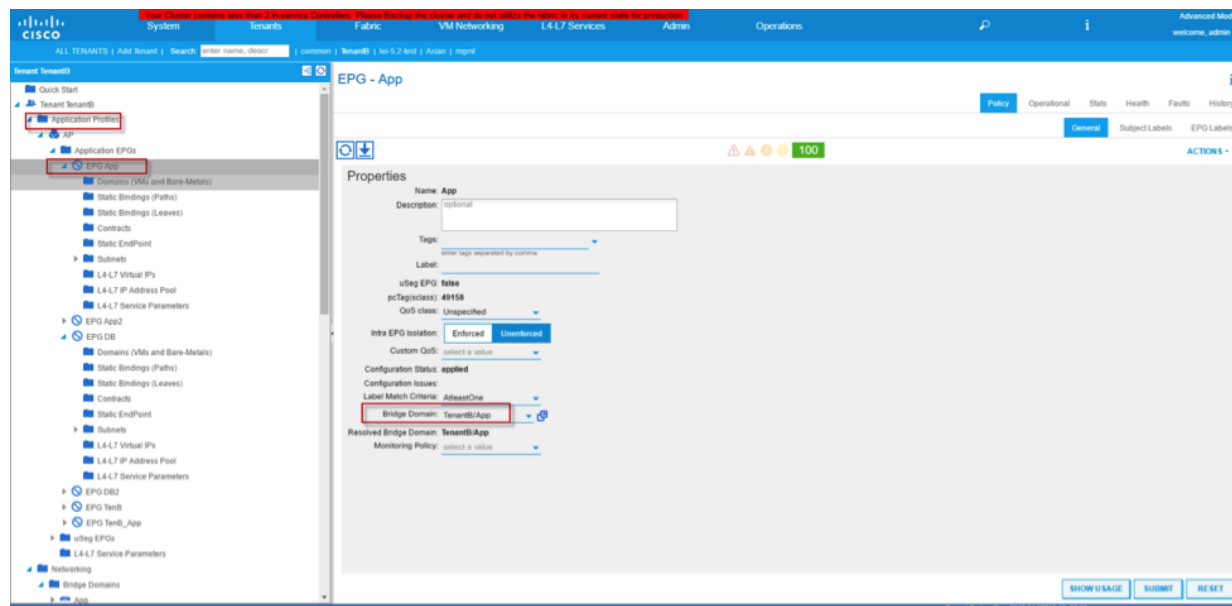 Your Cluster contains less than 3 in-service Controllers. Please Backup the cluster and do not utilize the fabric in its current state for production.
CISCO
System Tenants Fabric VM Networking L4-L7 Services Admin Operations
Advanced Mod
welcome, admin
ALL TENANTS | Add Tenant | Search: enter name, descr | common | TenantB | lei-5.2-test | Asian | mgmt
Tenant TenantB
Quick Start
Tenant TenantB
Application Profiles
AP
Application EPGs
EPG App
Domains (VMs and Bare-Metals)
Static Bindings (Paths)
Static Bindings (Leaves)
Contracts
Static EndPoint
Subnets
L4-L7 Virtual IPs
L4-L7 IP Address Pool
L4-L7 Service Parameters
EPG App2
EPG DB
Domains (VMs and Bare-Metals)
Static Bindings (Paths)
Static Bindings (Leaves)
Contracts
Static EndPoint
Subnets
L4-L7 Virtual IPs
L4-L7 IP Address Pool
L4-L7 Service Parameters
EPG DB2
EPG TenB
EPG TenB_App
uSeg EPGs
L4-L7 Service Parameters
Networking
Bridge Domains
App
EPG - App
Policy Operational Stats Health Faults History
General Subject Labels EPG Labels
100
ACTIONS
Properties
Name: App
Description: optional
Tags:
enter tags separated by comma
Label:
uSeg EPG: false
pcTag(sclass): 49158
QoS class: Unspecified
Intra EPG Isolation: Enforced Unenforced
Custom QoS: select a value
Configuration Status: applied
Configuration Issues:
Label Match Criteria: AtleastOne
Bridge Domain: TenantB/App
Resolved Bridge Domain: TenantB/App
Monitoring Policy: select a value
SHOW USAGE SUBMIT RESET